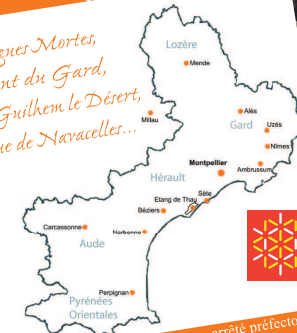 gues Mortes,
nt du Gard,
Guilhem le Désert,
ue de Navacelles...
Lozère
Mende
Millau
Alès
Gard
Uzès
Nîmes
Montpellier
Ambrussum
Hérault
Sète
Etang de Thau
Béziers
Carcassonne
Narbonne
Aude
Perpignan
Pyrénées
Orientales
arrêté préfecto